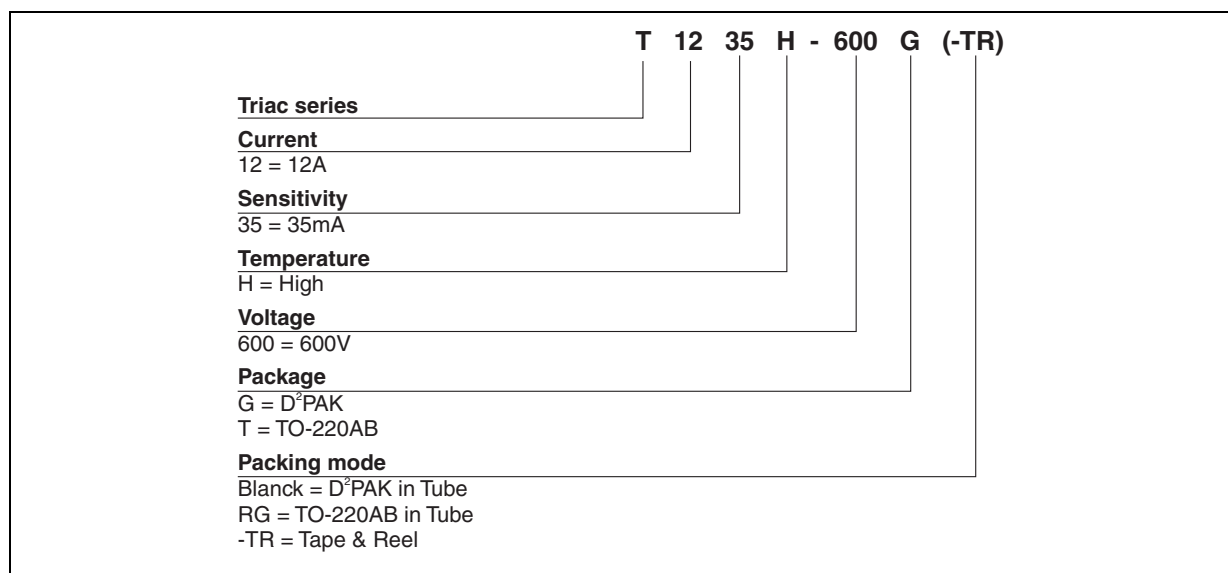 T 12 35 H - 600 G (-TR)
Triac series
Current
12 = 12A
Sensitivity
35 = 35mA
Temperature
H = High
Voltage
600 = 600V
Package
G = D²PAK
T = TO-220AB
Packing mode
Blanck = D²PAK in Tube
RG = TO-220AB in Tube
-TR = Tape & Reel